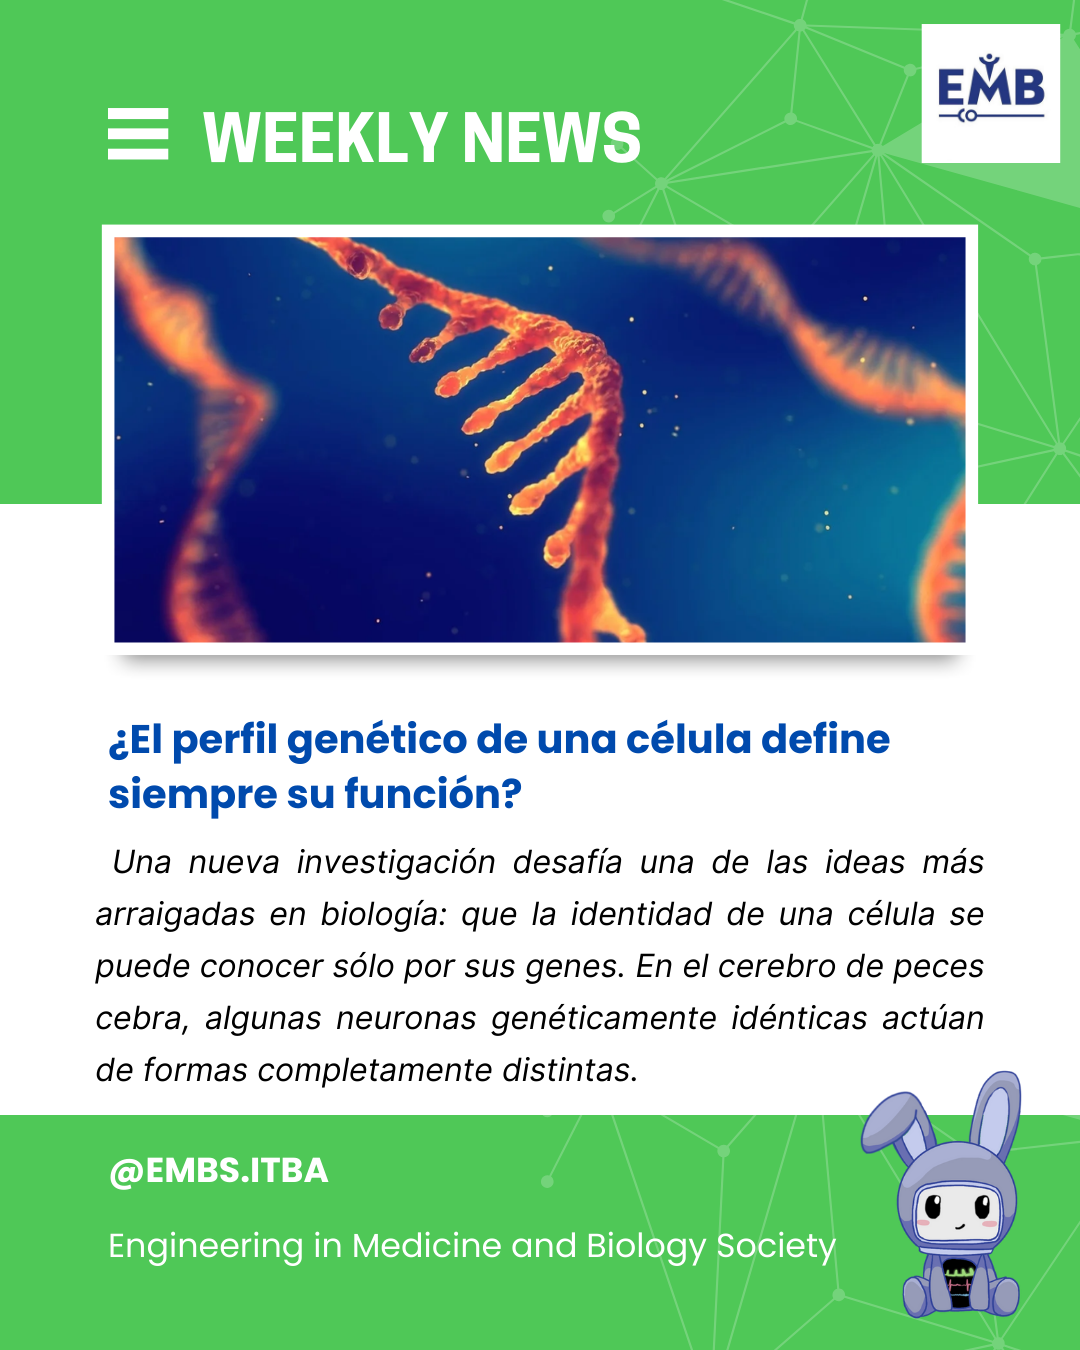 WEEKLY NEWS
EMB
¿El perfil genético de una célula define
siempre su función?
Una nueva investigación desafía una de las ideas más
arraigadas en biología: que la identidad de una célula se
puede conocer sólo por sus genes. En el cerebro de peces
cebra, algunas neuronas genéticamente idénticas actúan
de formas completamente distintas.
@EMBS.ITBA
Engineering in Medicine and Biology Society